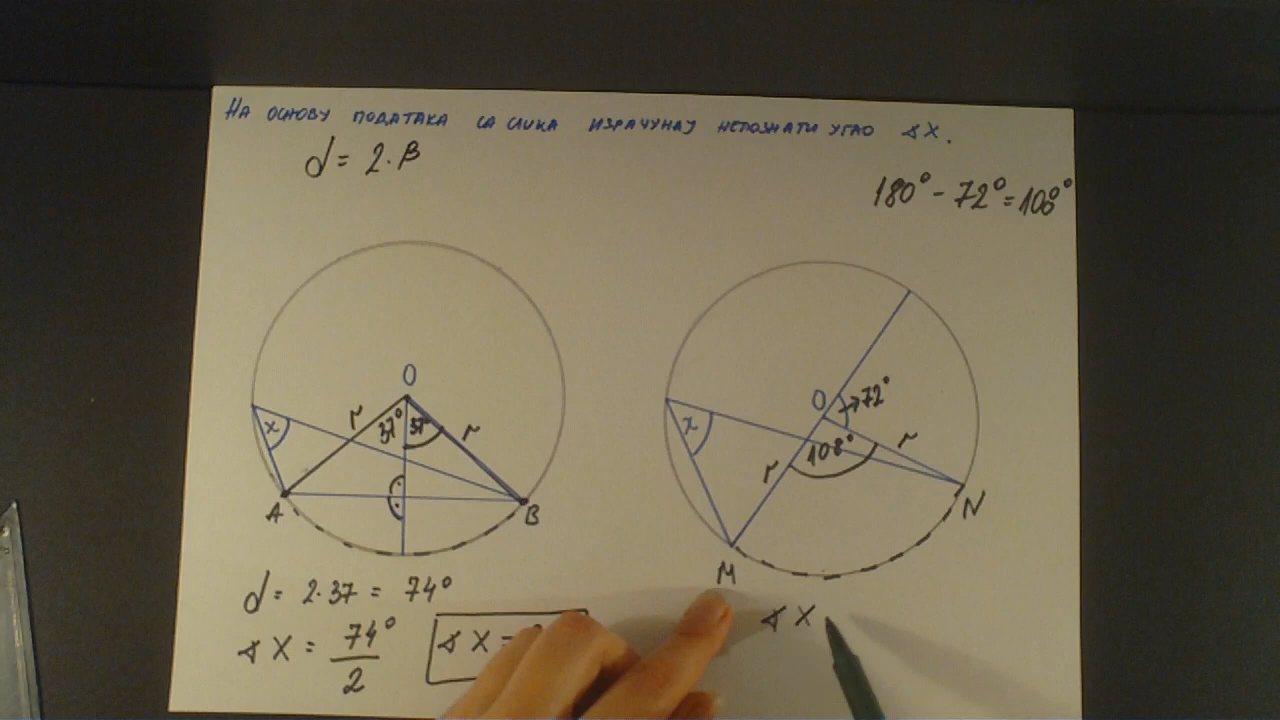 На основу података са слика израчунај непознати угао ∢x.
α = 2·β
180° - 72° = 108°
O
37°
37
r
r
x
A
B
O
72°
108°
r
r
x
M
N
α = 2·37 = 74°
∢x = 74°/2
∢x =
∢x